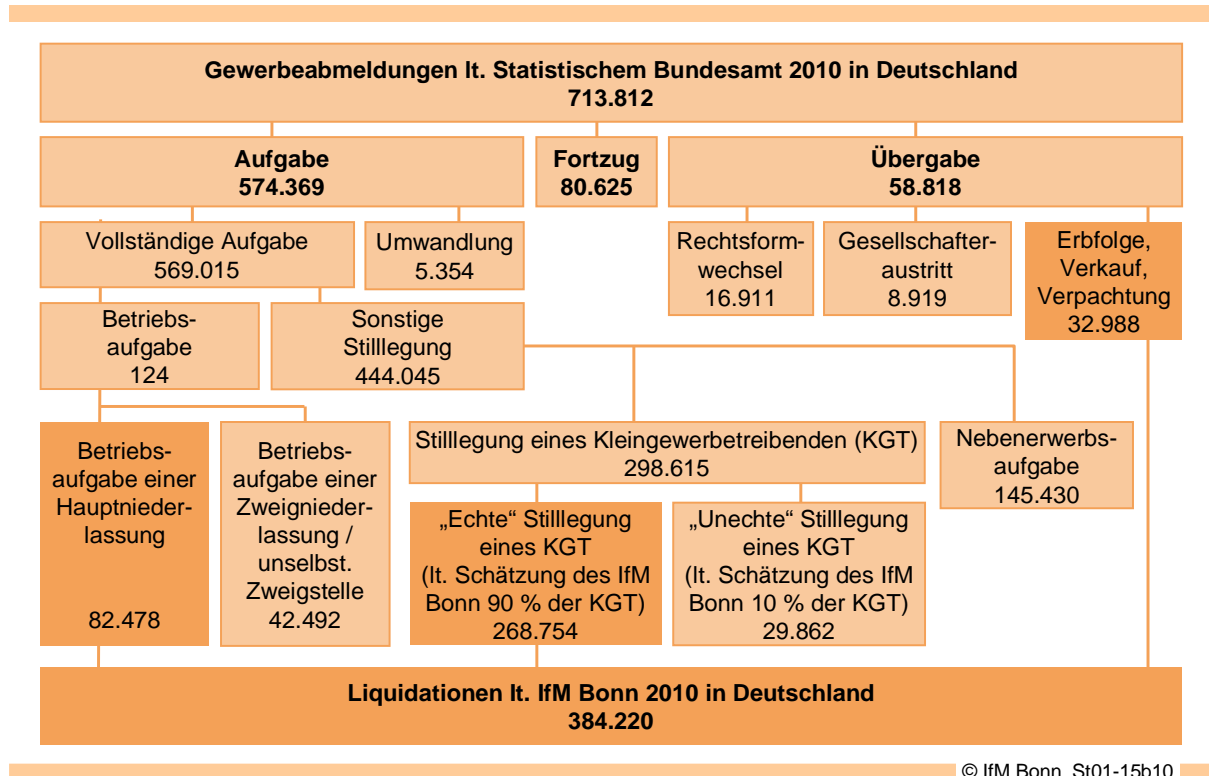 Gewerbeabmeldungen lt. Statistischem Bundesamt 2010 in Deutschland
713.812
Aufgabe
574.369
Fortzug
80.625
Übergabe
58.818
Vollständige Aufgabe
569.015
Umwandlung
5.354
Rechtsform-
wechsel
16.911
Gesellschafter-
austritt
8.919
Erbfolge,
Verkauf,
Verpachtung
32.988
Betriebs-
aufgabe
124
Sonstige
Stilllegung
444.045
Betriebs-
aufgabe einer
Hauptnieder-
lassung
82.478
Betriebs-
aufgabe einer
Zweignieder-
lassung /
unselbst.
Zweigstelle
42.492
Stilllegung eines Kleingewerbetreibenden (KGT)
298.615
Nebenerwerbs-
aufgabe
145.430
„Echte“ Stilllegung
eines KGT
(lt. Schätzung des IfM
Bonn 90 % der KGT)
268.754
„Unechte“ Stilllegung
eines KGT
(lt. Schätzung des IfM
Bonn 10 % der KGT)
29.862
Liquidationen lt. IfM Bonn 2010 in Deutschland
384.220
© IfM Bonn St01-15b10